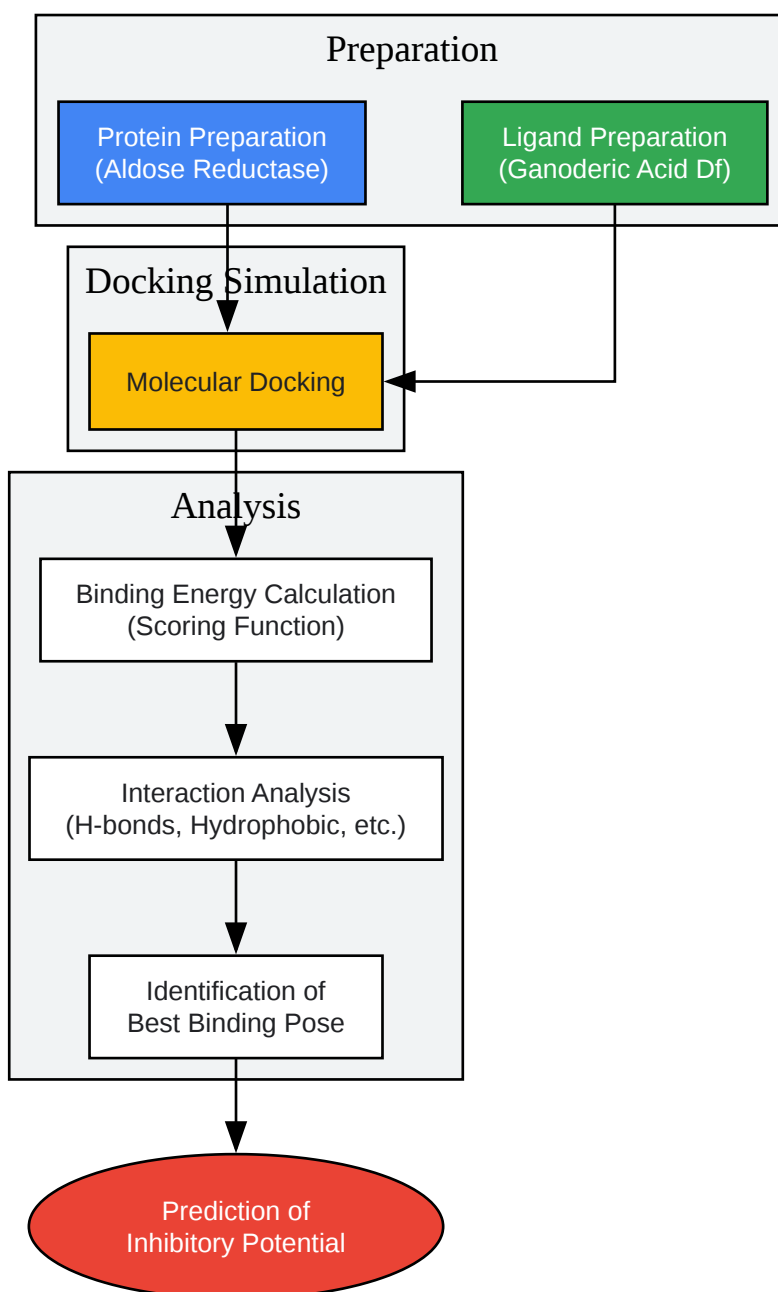 Preparation
Protein Preparation
(Aldose Reductase)
Ligand Preparation
(Ganoderic Acid Df)
Docking Simulation
Molecular Docking
Analysis
Binding Energy Calculation
(Scoring Function)
Interaction Analysis
(H-bonds, Hydrophobic, etc.)
Identification of
Best Binding Pose
Prediction of
Inhibitory Potential